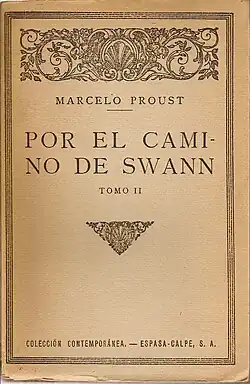 MARCELO PROUST
POR EL CAMI-
NO DE SWANN
TOMO II
COLECCIÓN CONTEMPORÁNEA. — ESPASA-CALPE, S. A.